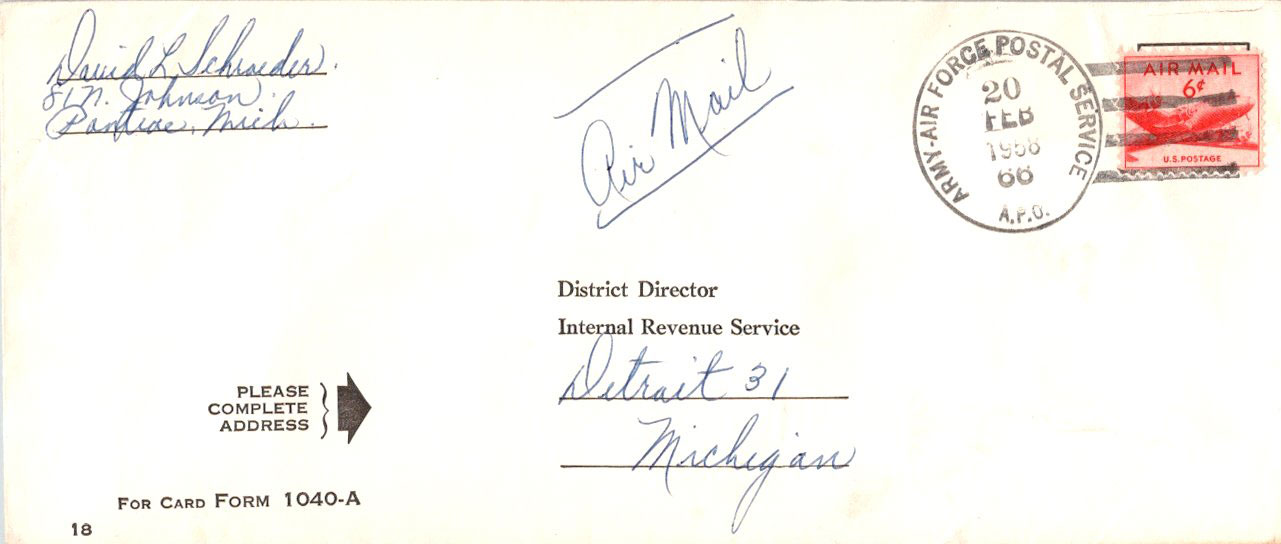 David L Schroeder.
81 N. Johnson.
Pontiac, Mich.
Air Mail
ARMY-AIR FORCE POSTAL SERVICE
20
FEB
1958
66
A.P.O.
AIR MAIL
6¢
U.S. POSTAGE
District Director
Internal Revenue Service
Detroit 31
Michigan
PLEASE
COMPLETE
ADDRESS
FOR CARD FORM 1040-A
18